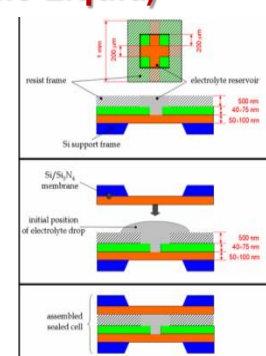 Liquid)
1 mm
200 µm
200 µm
resist frame
electrolyte reservoir
500 nm
40-75 nm
50-100 nm
Si support frame
Si/Si₃N₄
membrane
initial position
of electrolyte drop
500 nm
40-75 nm
50-100 nm
assembled
sealed cell